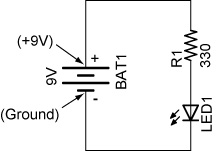 (+9V)
+
9V
BAT1
(Ground)
-
R1
330
LED1